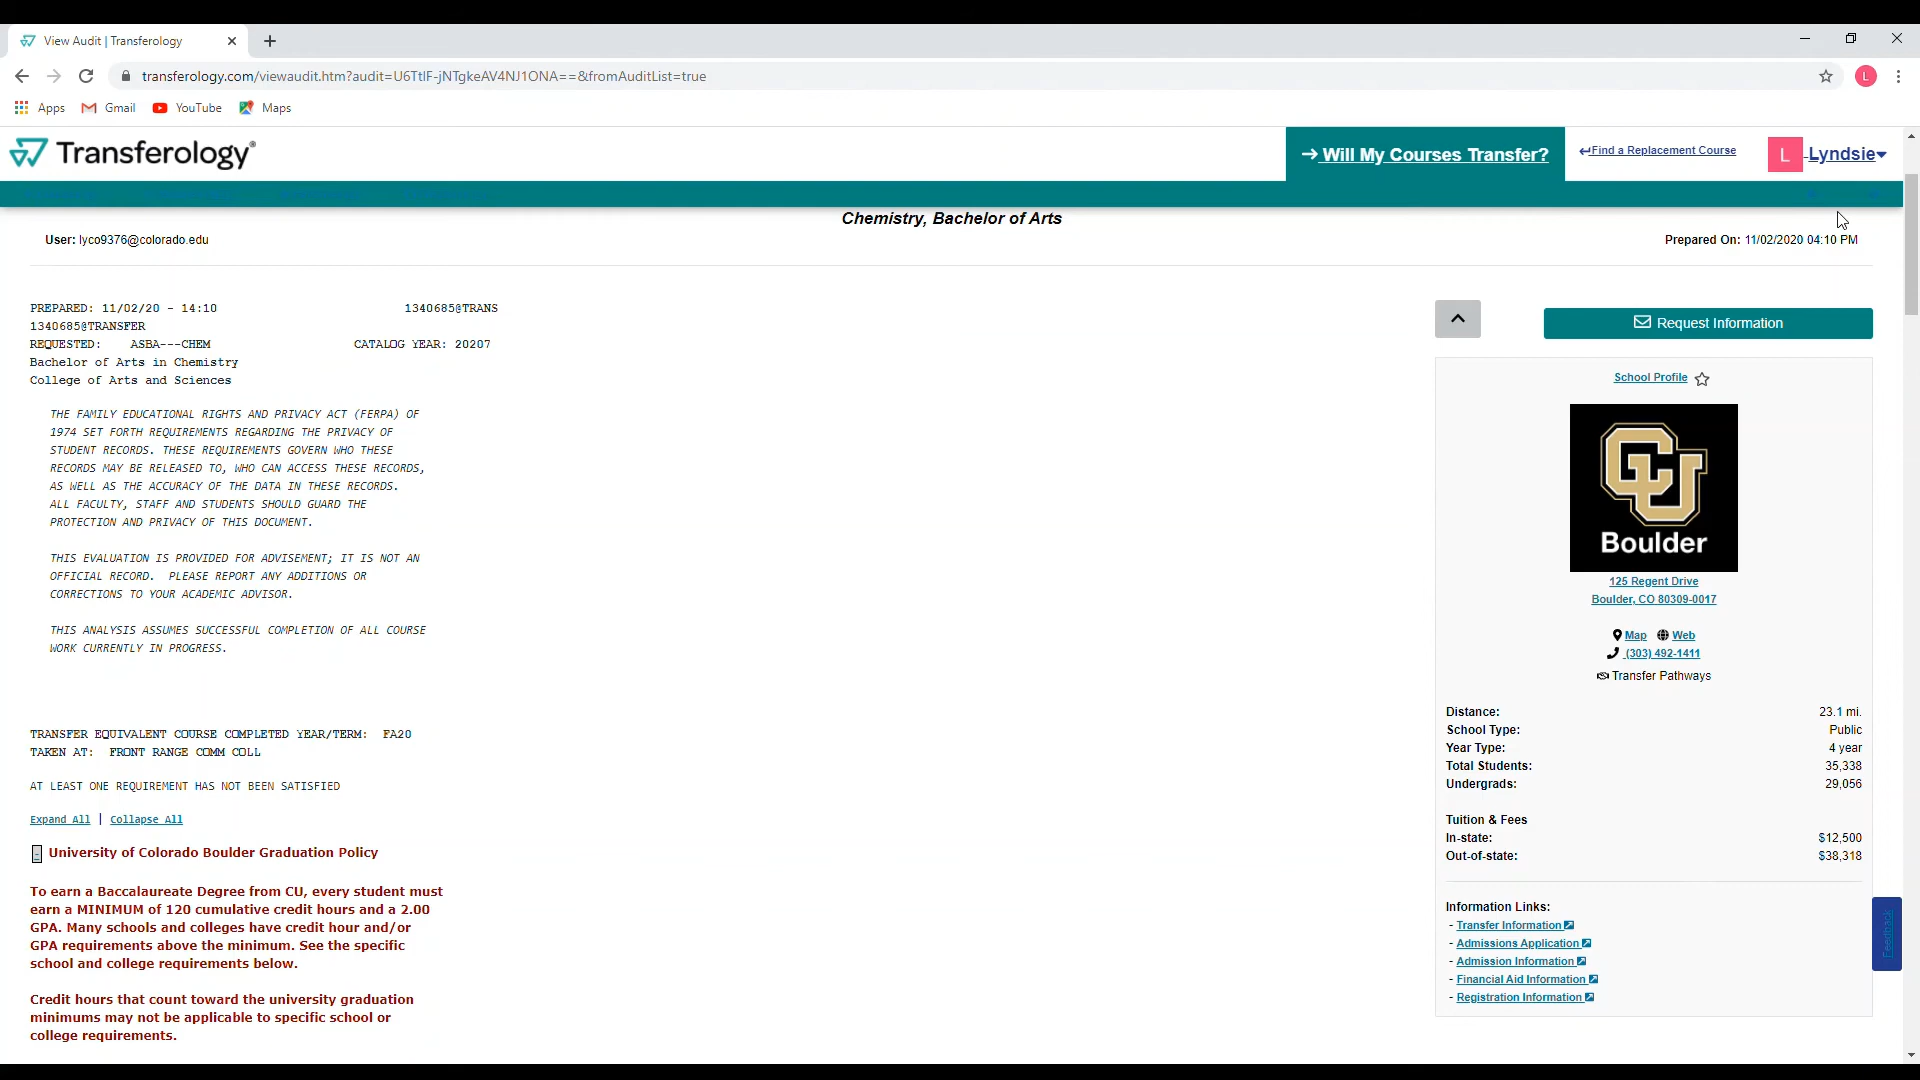 View Audit | Transferology
transferology.com/viewaudit.htm?audit=U6TtlF-jNTgkeAV4NJ1ONA==&fromAuditList=true
L
Apps
Gmail
YouTube
Maps
Transferology®
Will My Courses Transfer?
Find a Replacement Course
L
Lyndsie
Chemistry, Bachelor of Arts
User: lyco9376@colorado.edu
Prepared On: 11/02/2020 04:10 PM
PREPARED: 11/02/20 - 14:10 1340685@TRANS
1340685@TRANSFER
REQUESTED: ASBA---CHEM CATALOG YEAR: 20207
Bachelor of Arts in Chemistry
College of Arts and Sciences
THE FAMILY EDUCATIONAL RIGHTS AND PRIVACY ACT (FERPA) OF
1974 SET FORTH REQUIREMENTS REGARDING THE PRIVACY OF
STUDENT RECORDS. THESE REQUIREMENTS GOVERN WHO THESE
RECORDS MAY BE RELEASED TO, WHO CAN ACCESS THESE RECORDS,
AS WELL AS THE ACCURACY OF THE DATA IN THESE RECORDS.
ALL FACULTY, STAFF AND STUDENTS SHOULD GUARD THE
PROTECTION AND PRIVACY OF THIS DOCUMENT.
THIS EVALUATION IS PROVIDED FOR ADVISEMENT; IT IS NOT AN
OFFICIAL RECORD. PLEASE REPORT ANY ADDITIONS OR
CORRECTIONS TO YOUR ACADEMIC ADVISOR.
THIS ANALYSIS ASSUMES SUCCESSFUL COMPLETION OF ALL COURSE
WORK CURRENTLY IN PROGRESS.
TRANSFER EQUIVALENT COURSE COMPLETED YEAR/TERM: FA20
TAKEN AT: FRONT RANGE COMM COLL
AT LEAST ONE REQUIREMENT HAS NOT BEEN SATISFIED
Expand All | Collapse All
University of Colorado Boulder Graduation Policy
To earn a Baccalaureate Degree from CU, every student must
earn a MINIMUM of 120 cumulative credit hours and a 2.00
GPA. Many schools and colleges have credit hour and/or
GPA requirements above the minimum. See the specific
school and college requirements below.
Credit hours that count toward the university graduation
minimums may not be applicable to specific school or
college requirements.
Request Information
School Profile
CU
Boulder
125 Regent Drive
Boulder, CO 80309-0017
Map Web
(303) 492-1411
Transfer Pathways
Distance: 23.1 mi.
School Type: Public
Year Type: 4 year
Total Students: 35,338
Undergrads: 29,056
Tuition & Fees
In-state: $12,500
Out-of-state: $38,318
Information Links:
- Transfer Information
- Admissions Application
- Admission Information
- Financial Aid Information
- Registration Information
Feedback